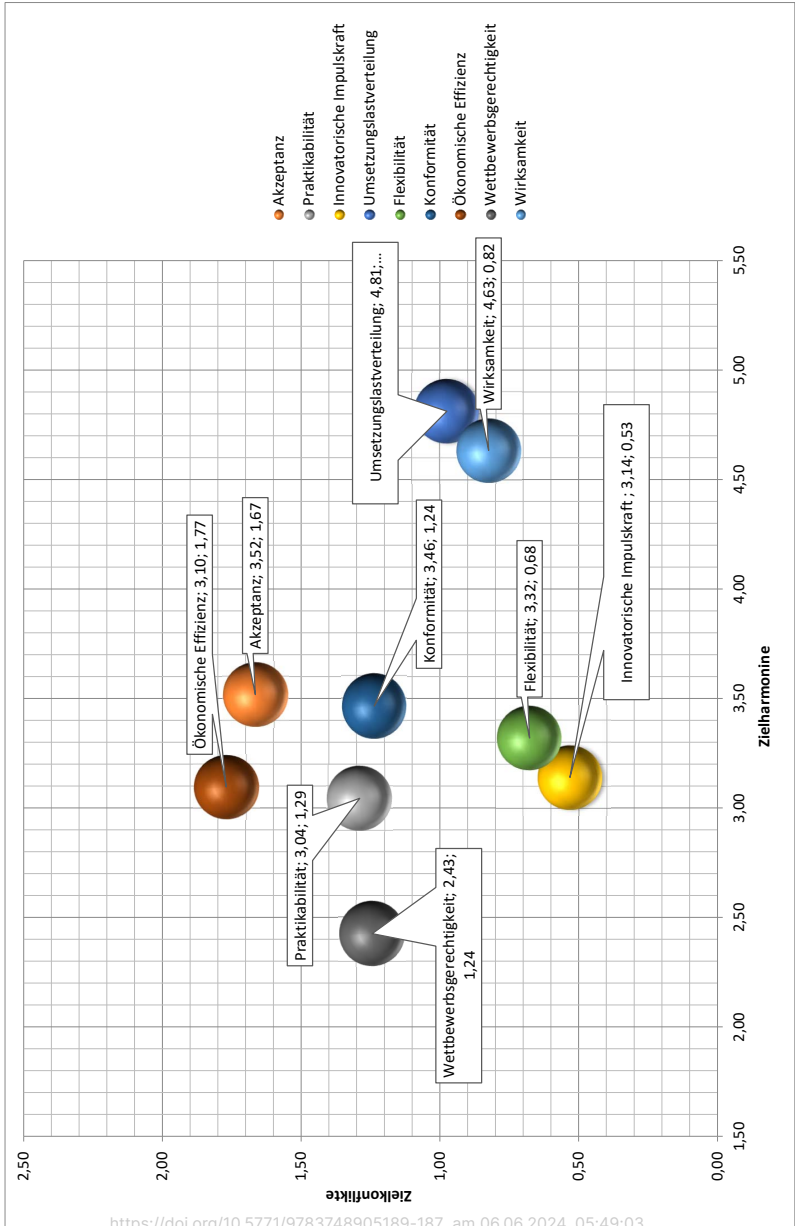 Zielkonflikte
2,50
2,00
1,50
1,00
0,50
0,00
1,50
2,00
2,50
3,00
3,50
4,00
4,50
5,00
5,50
Zielharmonine
Ökonomische Effizienz; 3,10; 1,77
Akzeptanz; 3,52; 1,67
Praktikabilität; 3,04; 1,29
Konformität; 3,46; 1,24
Wettbewerbsgerechtigkeit; 2,43;
1,24
Umsetzungslastverteilung; 4,81;...
Wirksamkeit; 4,63; 0,82
Flexibilität; 3,32; 0,68
Innovatorische Impulskraft ; 3,14; 0,53
Akzeptanz
Praktikabilität
Innovatorische Impulskraft
Umsetzungslastverteilung
Flexibilität
Konformität
Ökonomische Effizienz
Wettbewerbsgerechtigkeit
Wirksamkeit
https://doi.org/10.5771/9783748905189-187, am 06.06.2024, 05:49:03